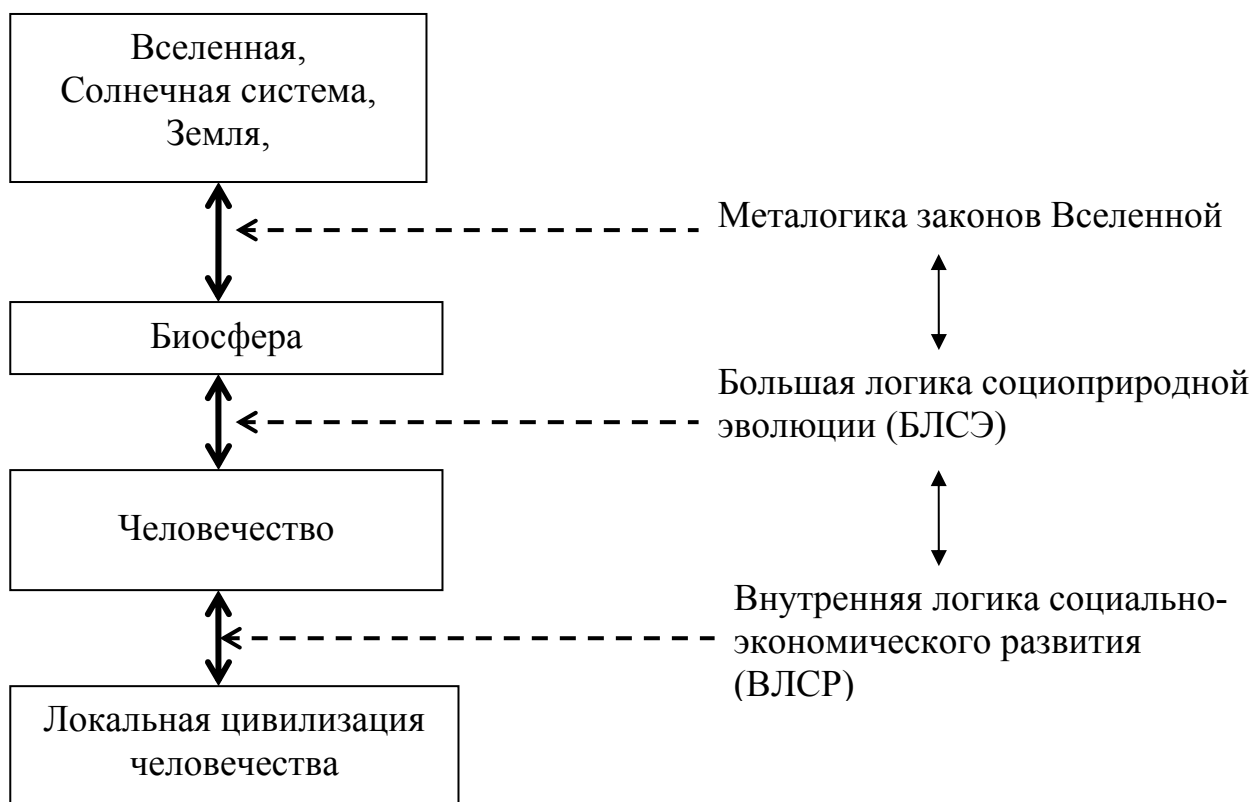 Вселенная,
Солнечная система,
Земля,
Металогика законов Вселенной
Биосфера
Большая логика социоприродной
эволюции (БЛСЭ)
Человечество
Внутренняя логика социально-
экономического развития
(ВЛСР)
Локальная цивилизация
человечества